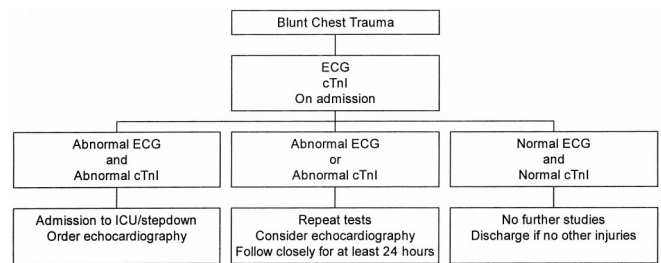 Blunt Chest Trauma
ECG
cTnI
On admission
Abnormal ECG
and
Abnormal cTnI
Abnormal ECG
or
Abnormal cTnI
Normal ECG
and
Normal cTnI
Admission to ICU/stepdown
Order echocardiography
Repeat tests
Consider echocardiography
Follow closely for at least 24 hours
No further studies
Discharge if no other injuries